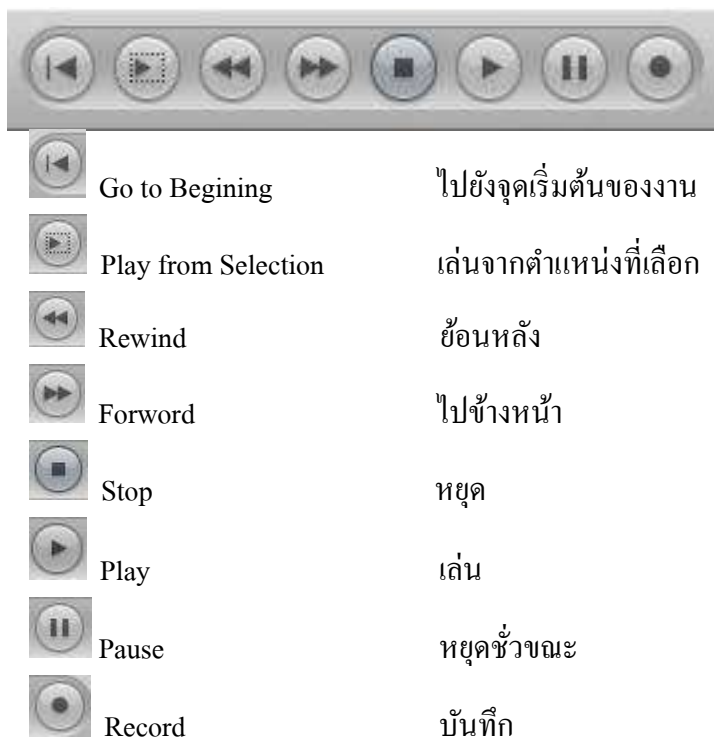 Go to Begining ไปยังจุดเริ่มต้นของงาน
Play from Selection เล่นจากตำแหน่งที่เลือก
Rewind ย้อนหลัง
Forword ไปข้างหน้า
Stop หยุด
Play เล่น
Pause หยุดชั่วขณะ
Record บันทึก